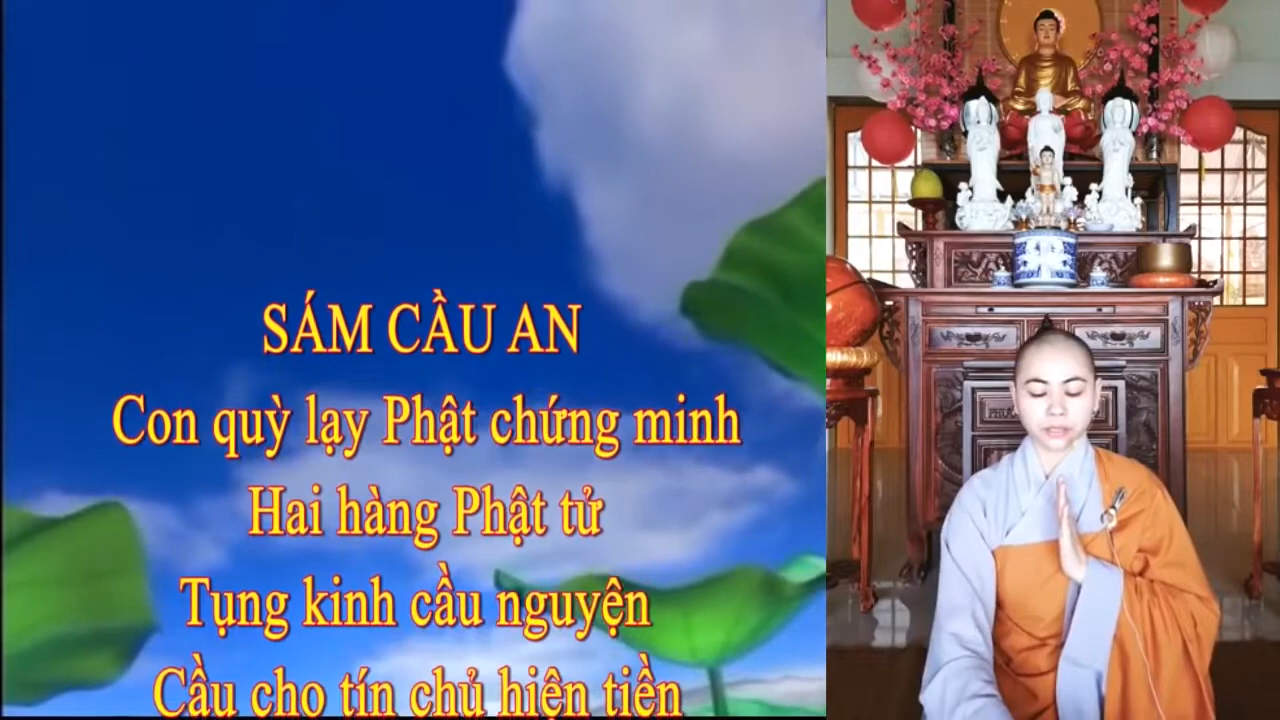 SÁM CẦU AN
Con quỳ lạy Phật chứng minh
Hai hàng Phật tử
Tụng kinh cầu nguyện
Cầu cho tín chủ hiện tiền